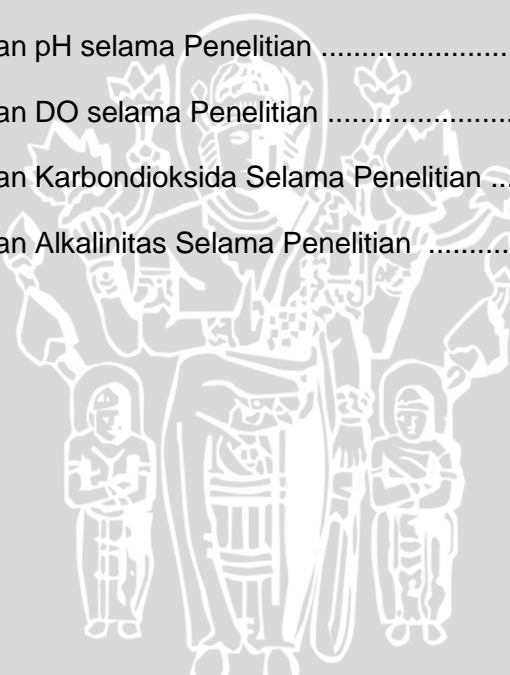 an pH selama Penelitian .......................
an DO selama Penelitian .......................
an Karbondioksida Selama Penelitian ...
an Alkalinitas Selama Penelitian ..........